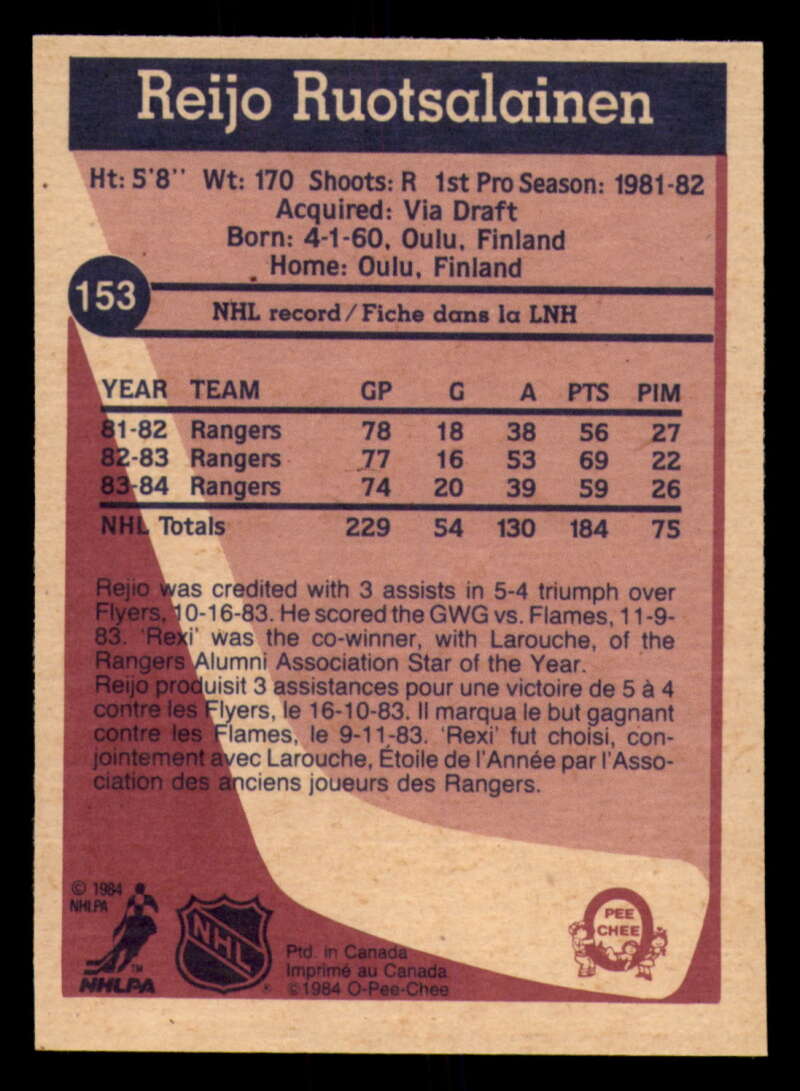 Reijo Ruotsalainen
Ht: 5'8'' Wt: 170 Shoots: R 1st Pro Season: 1981-82
Acquired: Via Draft
Born: 4-1-60, Oulu, Finland
Home: Oulu, Finland
153
NHL record/Fiche dans la LNH
YEAR TEAM GP G A PTS PIM
81-82 Rangers 78 18 38 56 27
82-83 Rangers 77 16 53 69 22
83-84 Rangers 74 20 39 59 26
NHL Totals 229 54 130 184 75
Rejio was credited with 3 assists in 5-4 triumph over
Flyers, 10-16-83. He scored the GWG vs. Flames, 11-9-
83. 'Rexi' was the co-winner, with Larouche, of the
Rangers Alumni Association Star of the Year.
Reijo produisit 3 assistances pour une victoire de 5 à 4
contre les Flyers, le 16-10-83. Il marqua le but gagnant
contre les Flames, le 9-11-83. 'Rexi' fut choisi, con-
jointement avec Larouche, Étoile de l'Année par l'Asso-
ciation des anciens joueurs des Rangers.
© 1984
NHLPA
TM
NHLPA
NHL
®
Ptd. in Canada
Imprimé au Canada
©1984 O-Pee-Chee
PEE
CHEE